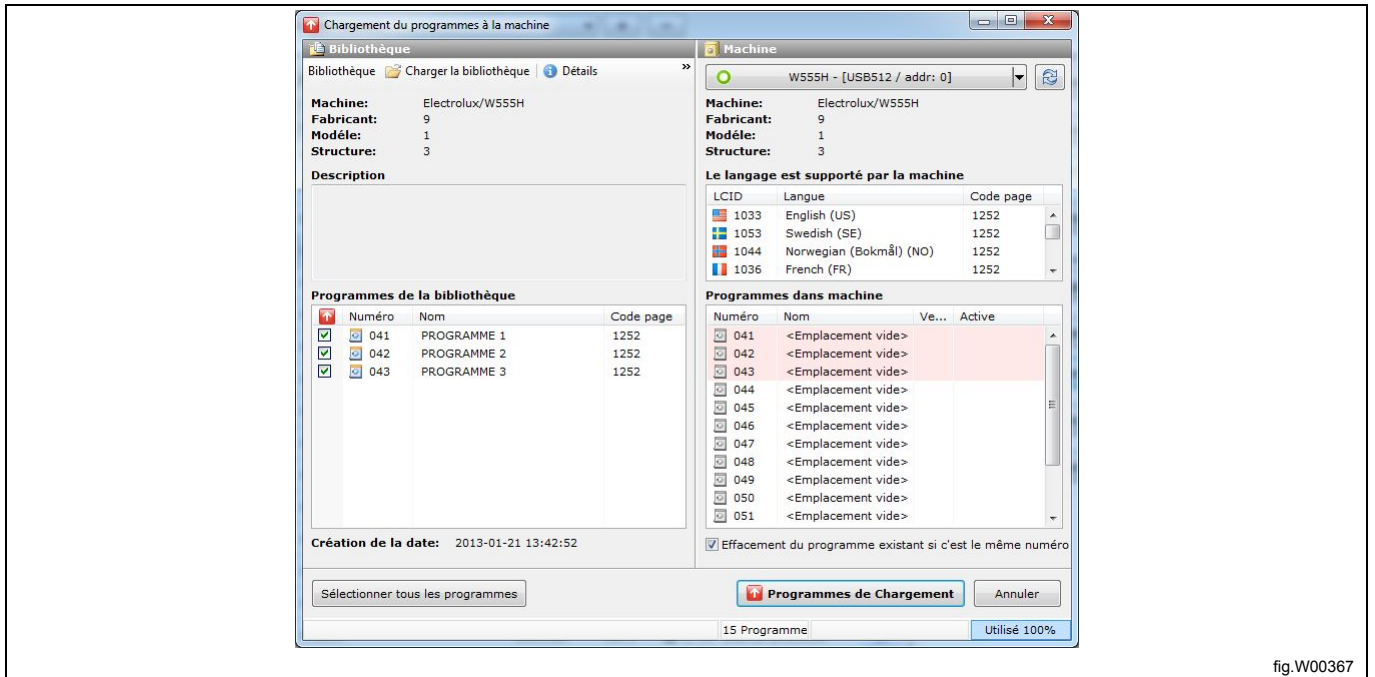 Chargement du programmes à la machine
Bibliothèque
Bibliothèque Charger la bibliothèque Détails »
Machine: Electrolux/W555H
Fabricant: 9
Modéle: 1
Structure: 3
Description
Programmes de la bibliothèque
Numéro Nom Code page
041 PROGRAMME 1 1252
042 PROGRAMME 2 1252
043 PROGRAMME 3 1252
Création de la date: 2013-01-21 13:42:52
Machine
W555H - [USB512 / addr: 0]
Machine: Electrolux/W555H
Fabricant: 9
Modéle: 1
Structure: 3
Le langage est supporté par la machine
LCID Langue Code page
1033 English (US) 1252
1053 Swedish (SE) 1252
1044 Norwegian (Bokmål) (NO) 1252
1036 French (FR) 1252
Programmes dans machine
Numéro Nom Ve... Active
041 <Emplacement vide>
042 <Emplacement vide>
043 <Emplacement vide>
044 <Emplacement vide>
045 <Emplacement vide>
046 <Emplacement vide>
047 <Emplacement vide>
048 <Emplacement vide>
049 <Emplacement vide>
050 <Emplacement vide>
051 <Emplacement vide>
Effacement du programme existant si c'est le même numéro
Sélectionner tous les programmes
Programmes de Chargement
Annuler
15 Programme
Utilisé 100%
fig.W00367